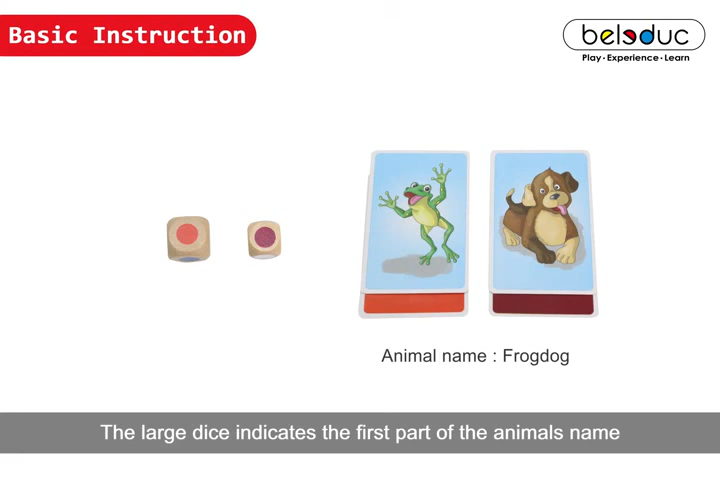 Basic Instruction
beleduc
Play·Experience·Learn
Animal name : Frogdog
The large dice indicates the first part of the animals name